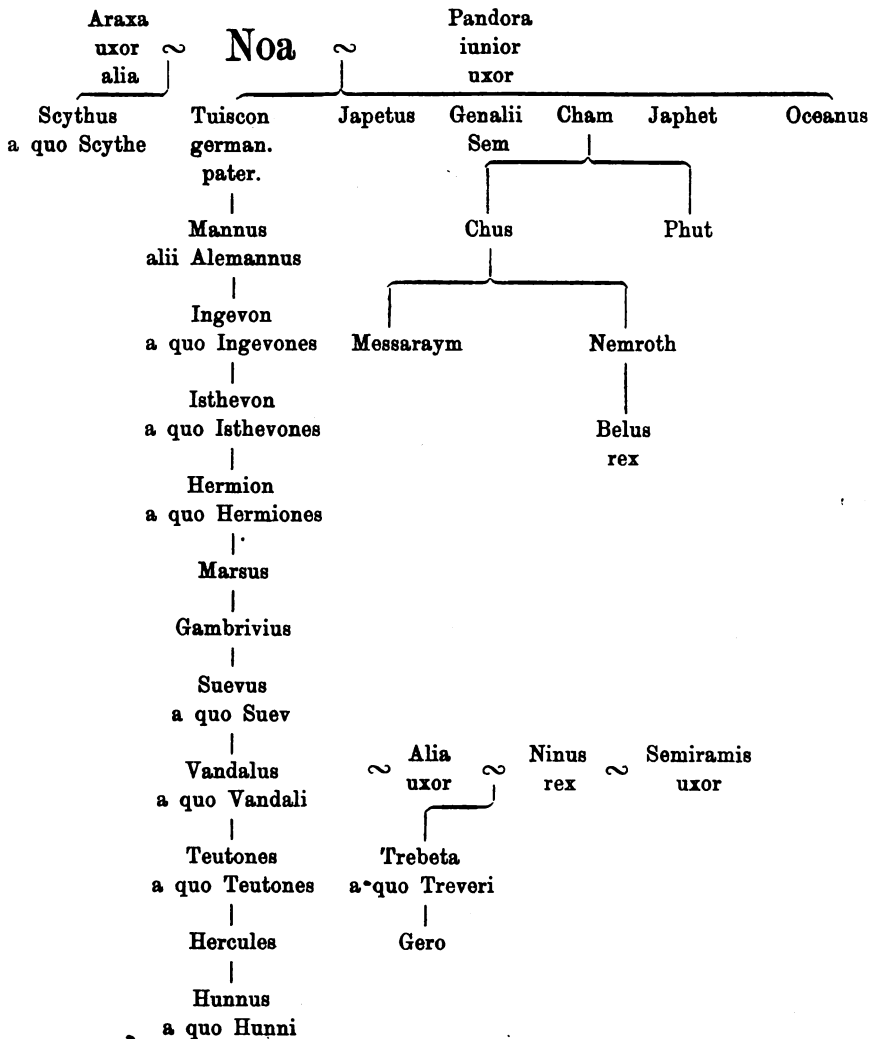 Araxa
uxor
alia
∾ Noa ∾
Pandora
iunior
uxor
Scythus
a quo Scythe
Tuiscon
german.
pater.
Japetus
Genalii
Sem
Cham
Japhet
Oceanus
Mannus
alii Alemannus
Chus
Phut
Ingevon
a quo Ingevones
Messaraym
Nemroth
Isthevon
a quo Isthevones
Belus
rex
Hermion
a quo Hermiones
Marsus
Gambrivius
Suevus
a quo Suev
Vandalus
a quo Vandali
∾ Alia
uxor
∾ Ninus
rex
∾ Semiramis
uxor
Teutones
a quo Teutones
Trebeta
a quo Treveri
Hercules
Gero
Hunnus
a quo Hunni